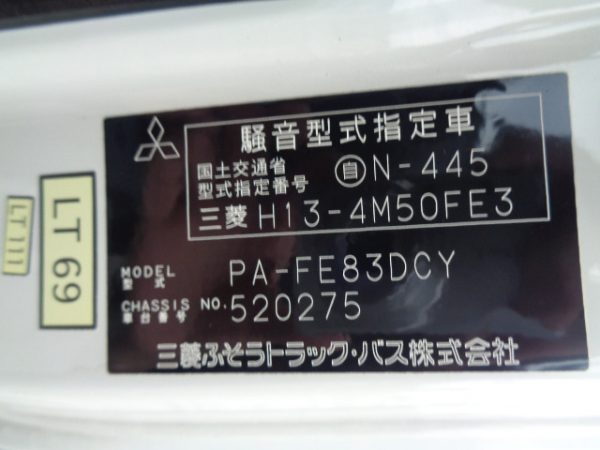 騒音型式指定車
国土交通省
型式指定番号
自 N-445
三菱 H13-4M50FE3
MODEL
型式
PA-FE83DCY
CHASSIS NO.
車台番号
520275
三菱ふそうトラック・バス株式会社
LT 69
LT 111